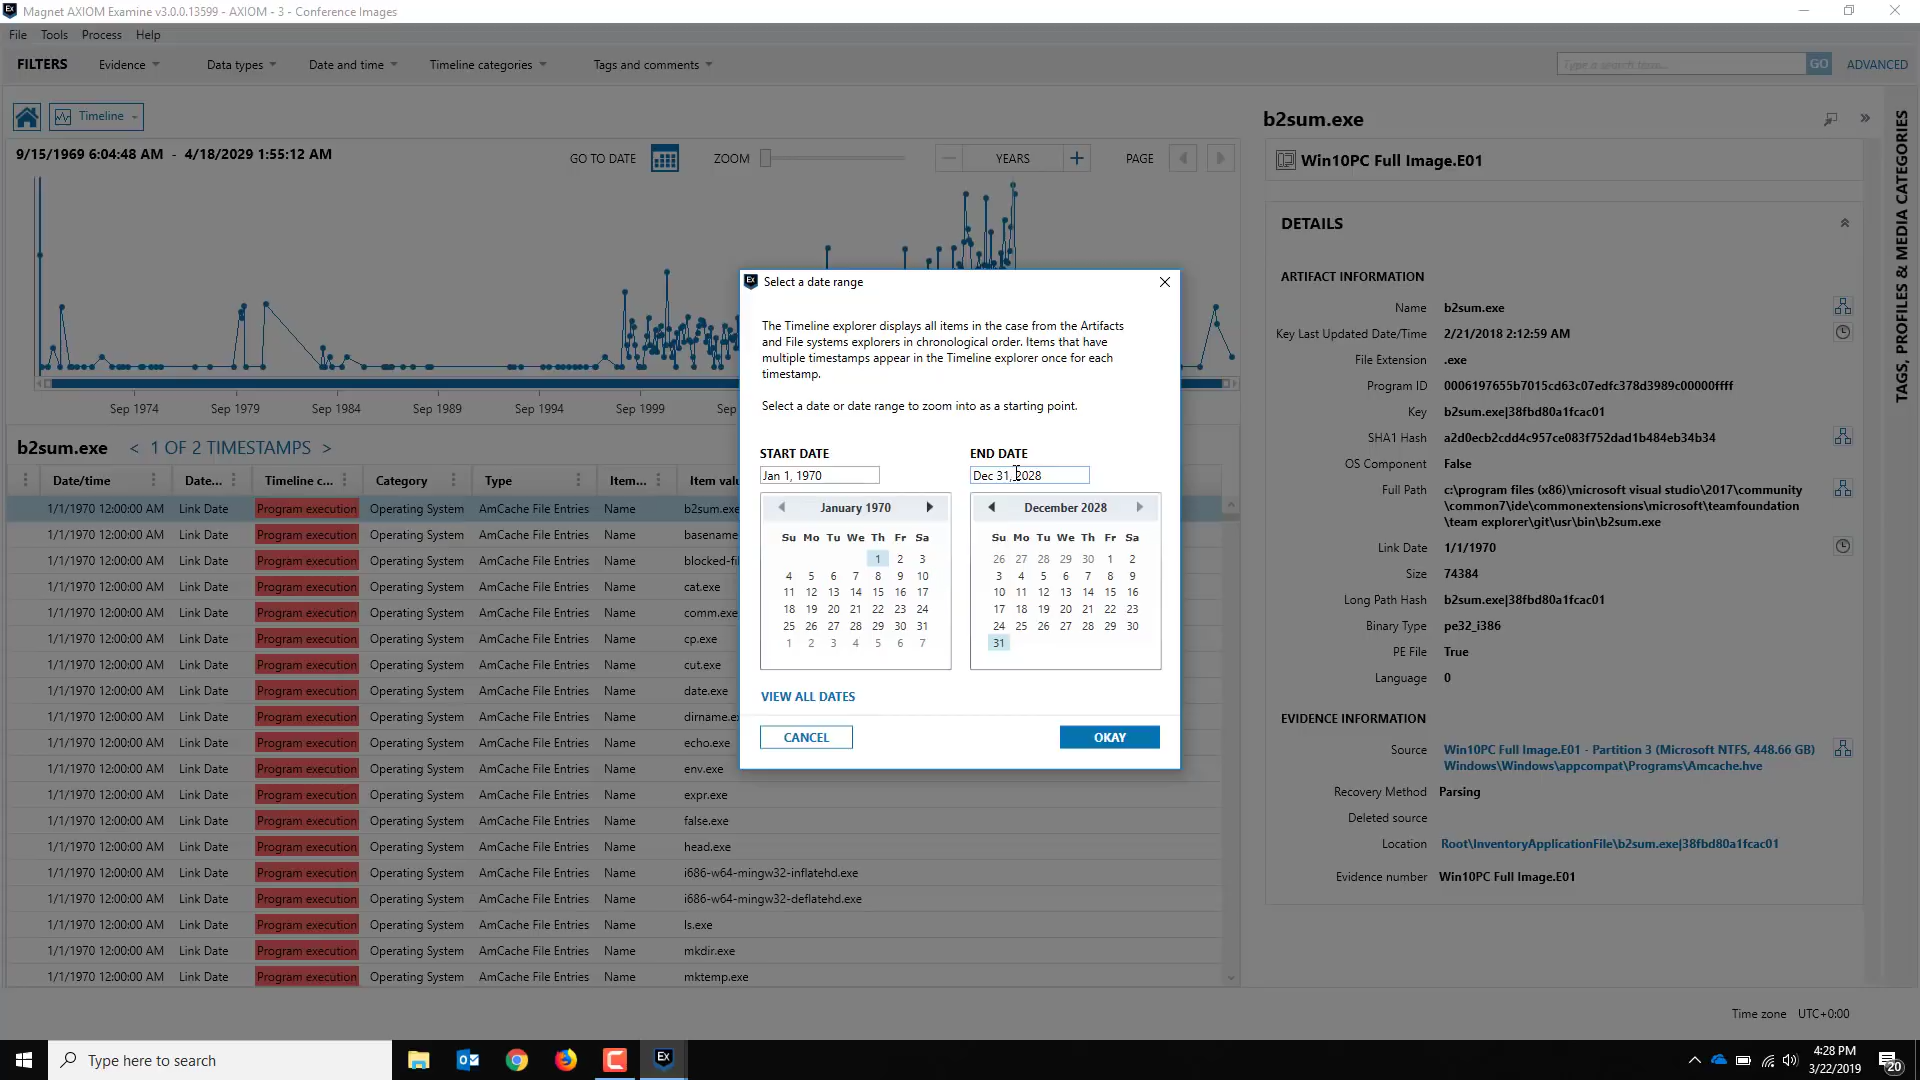 Magnet AXIOM Examine v3.0.0.13599 - AXIOM - 3 - Conference Images
File Tools Process Help
FILTERS Evidence Data types Date and time Timeline categories Tags and comments Type a search term... GO ADVANCED
Timeline
9/15/1969 6:04:48 AM - 4/18/2029 1:55:12 AM
GO TO DATE ZOOM YEARS PAGE
Sep 1974 Sep 1979 Sep 1984 Sep 1989 Sep 1994 Sep 1999 Sep
b2sum.exe < 1 OF 2 TIMESTAMPS >
Date/time Date... Timeline c... Category Type Item... Item valu
1/1/1970 12:00:00 AM Link Date Program execution Operating System AmCache File Entries Name b2sum.exe
1/1/1970 12:00:00 AM Link Date Program execution Operating System AmCache File Entries Name basename
1/1/1970 12:00:00 AM Link Date Program execution Operating System AmCache File Entries Name blocked-fi
1/1/1970 12:00:00 AM Link Date Program execution Operating System AmCache File Entries Name cat.exe
1/1/1970 12:00:00 AM Link Date Program execution Operating System AmCache File Entries Name comm.exe
1/1/1970 12:00:00 AM Link Date Program execution Operating System AmCache File Entries Name cp.exe
1/1/1970 12:00:00 AM Link Date Program execution Operating System AmCache File Entries Name cut.exe
1/1/1970 12:00:00 AM Link Date Program execution Operating System AmCache File Entries Name date.exe
1/1/1970 12:00:00 AM Link Date Program execution Operating System AmCache File Entries Name dirname.e
1/1/1970 12:00:00 AM Link Date Program execution Operating System AmCache File Entries Name echo.exe
1/1/1970 12:00:00 AM Link Date Program execution Operating System AmCache File Entries Name env.exe
1/1/1970 12:00:00 AM Link Date Program execution Operating System AmCache File Entries Name expr.exe
1/1/1970 12:00:00 AM Link Date Program execution Operating System AmCache File Entries Name false.exe
1/1/1970 12:00:00 AM Link Date Program execution Operating System AmCache File Entries Name head.exe
1/1/1970 12:00:00 AM Link Date Program execution Operating System AmCache File Entries Name i686-w64-mingw32-inflatehd.exe
1/1/1970 12:00:00 AM Link Date Program execution Operating System AmCache File Entries Name i686-w64-mingw32-deflatehd.exe
1/1/1970 12:00:00 AM Link Date Program execution Operating System AmCache File Entries Name ls.exe
1/1/1970 12:00:00 AM Link Date Program execution Operating System AmCache File Entries Name mkdir.exe
1/1/1970 12:00:00 AM Link Date Program execution Operating System AmCache File Entries Name mktemp.exe
Select a date range
The Timeline explorer displays all items in the case from the Artifacts
and File systems explorers in chronological order. Items that have
multiple timestamps appear in the Timeline explorer once for each
timestamp.
Select a date or date range to zoom into as a starting point.
START DATE
Jan 1, 1970
January 1970
Su Mo Tu We Th Fr Sa
1 2 3
4 5 6 7 8 9 10
11 12 13 14 15 16 17
18 19 20 21 22 23 24
25 26 27 28 29 30 31
1 2 3 4 5 6 7
END DATE
Dec 31, 2028
December 2028
Su Mo Tu We Th Fr Sa
26 27 28 29 30 1 2
3 4 5 6 7 8 9
10 11 12 13 14 15 16
17 18 19 20 21 22 23
24 25 26 27 28 29 30
31
VIEW ALL DATES
CANCEL OKAY
b2sum.exe
Win10PC Full Image.E01
DETAILS
ARTIFACT INFORMATION
Name b2sum.exe
Key Last Updated Date/Time 2/21/2018 2:12:59 AM
File Extension .exe
Program ID 0006197655b7015cd63c07edfc378d3989c00000ffff
Key b2sum.exe|38fbd80a1fcac01
SHA1 Hash a2d0ecb2cdd4c957ce083f752dad1b484eb34b34
OS Component False
Full Path c:\program files (x86)\microsoft visual studio\2017\community
\common7\ide\commonextensions\microsoft\teamfoundation
\team explorer\git\usr\bin\b2sum.exe
Link Date 1/1/1970
Size 74384
Long Path Hash b2sum.exe|38fbd80a1fcac01
Binary Type pe32_i386
PE File True
Language 0
EVIDENCE INFORMATION
Source Win10PC Full Image.E01 - Partition 3 (Microsoft NTFS, 448.66 GB)
Windows\Windows\appcompat\Programs\Amcache.hve
Recovery Method Parsing
Deleted source
Location Root\InventoryApplicationFile\b2sum.exe|38fbd80a1fcac01
Evidence number Win10PC Full Image.E01
TAGS, PROFILES & MEDIA CATEGORIES
Time zone UTC+0:00
Type here to search
4:28 PM
3/22/2019
20